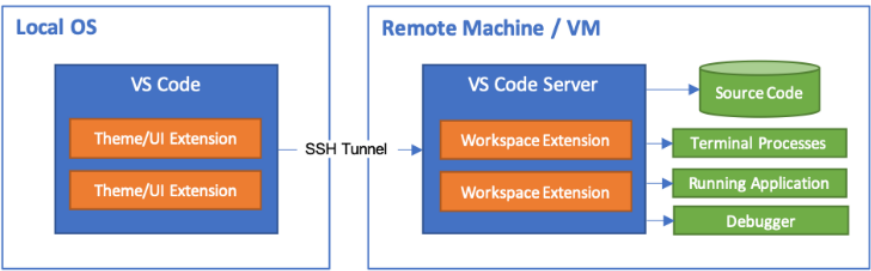 Local OS
VS Code
Theme/UI Extension
Theme/UI Extension
SSH Tunnel
Remote Machine / VM
VS Code Server
Workspace Extension
Workspace Extension
Source Code
Terminal Processes
Running Application
Debugger